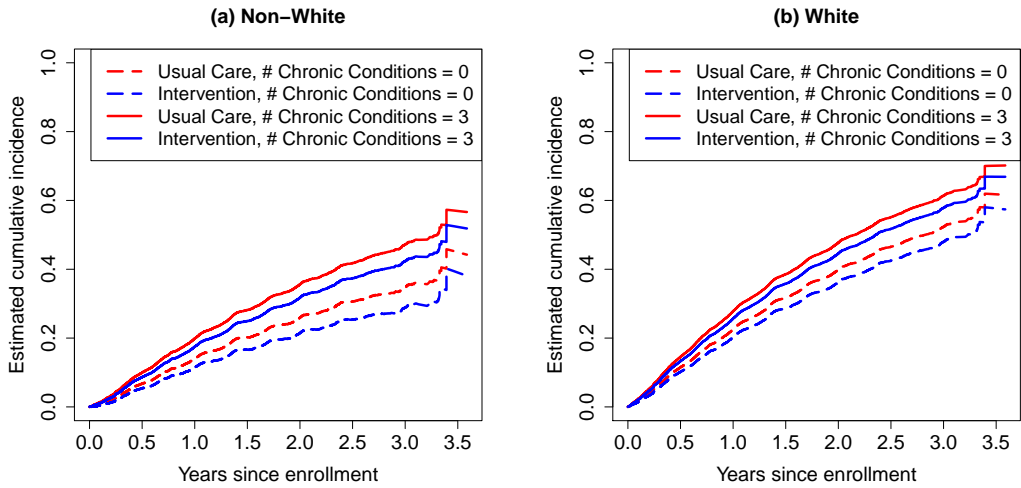 (a) Non−White
Estimated cumulative incidence
1.0
0.8
0.6
0.4
0.2
0.0
Usual Care, # Chronic Conditions = 0
Intervention, # Chronic Conditions = 0
Usual Care, # Chronic Conditions = 3
Intervention, # Chronic Conditions = 3
0.0 0.5 1.0 1.5 2.0 2.5 3.0 3.5
Years since enrollment
(b) White
Estimated cumulative incidence
1.0
0.8
0.6
0.4
0.2
0.0
Usual Care, # Chronic Conditions = 0
Intervention, # Chronic Conditions = 0
Usual Care, # Chronic Conditions = 3
Intervention, # Chronic Conditions = 3
0.0 0.5 1.0 1.5 2.0 2.5 3.0 3.5
Years since enrollment